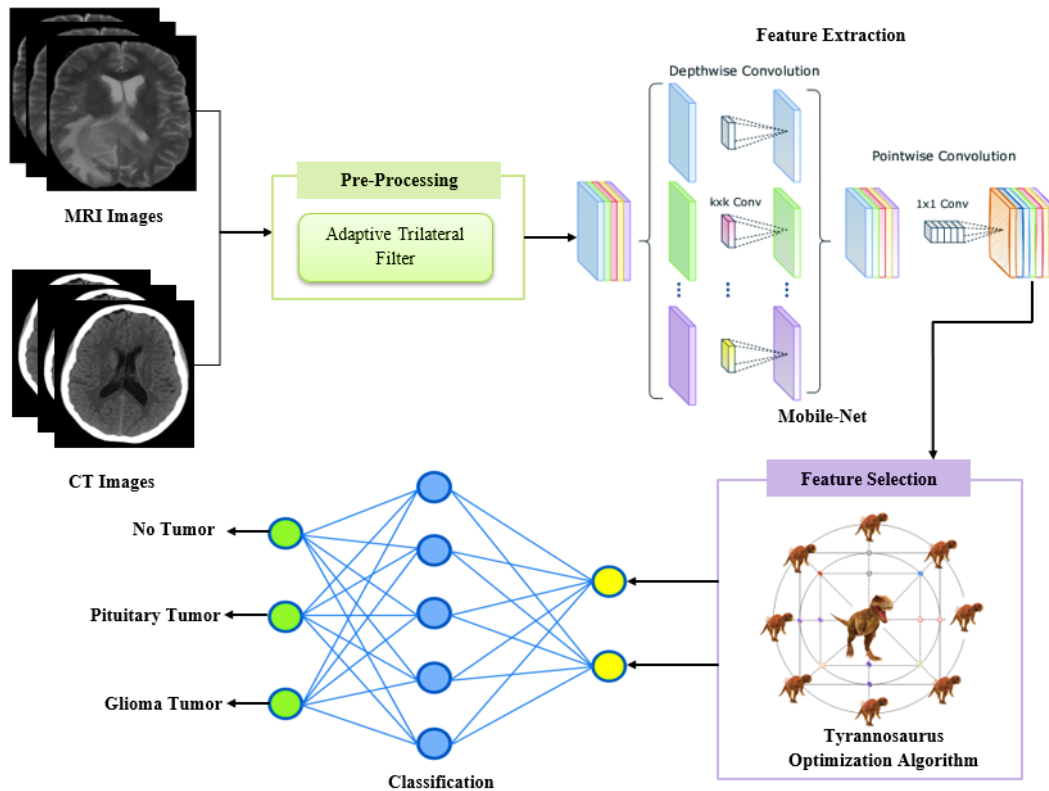 MRI Images
CT Images
Pre-Processing
Adaptive Trilateral
Filter
Feature Extraction
Depthwise Convolution
kxk Conv
Mobile-Net
Pointwise Convolution
1x1 Conv
Feature Selection
Tyrannosaurus
Optimization Algorithm
No Tumor
Pituitary Tumor
Glioma Tumor
Classification